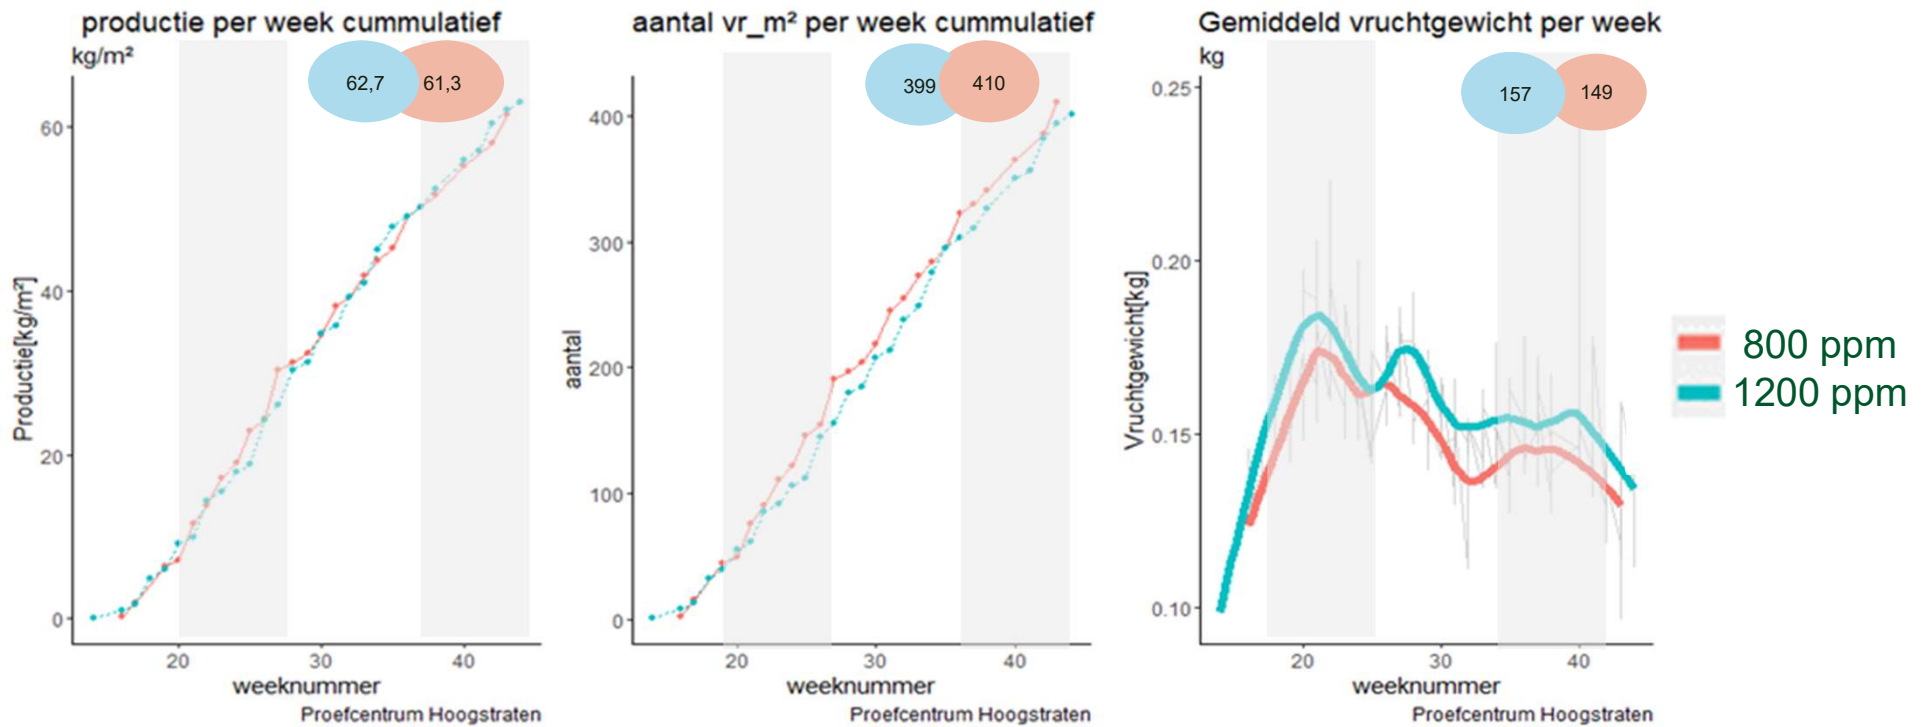 productie per week cummulatief
kg/m²
62,7
61,3
60
40
20
0
Productie[kg/m²]
20
30
40
weeknummer
Proefcentrum Hoogstraten
aantal vr_m² per week cummulatief
399
410
400
300
200
100
0
aantal
20
30
40
weeknummer
Proefcentrum Hoogstraten
Gemiddeld vruchtgewicht per week
kg
157
149
0.25
0.20
0.15
0.10
Vruchtgewicht[kg]
20
30
40
weeknummer
Proefcentrum Hoogstraten
800 ppm
1200 ppm